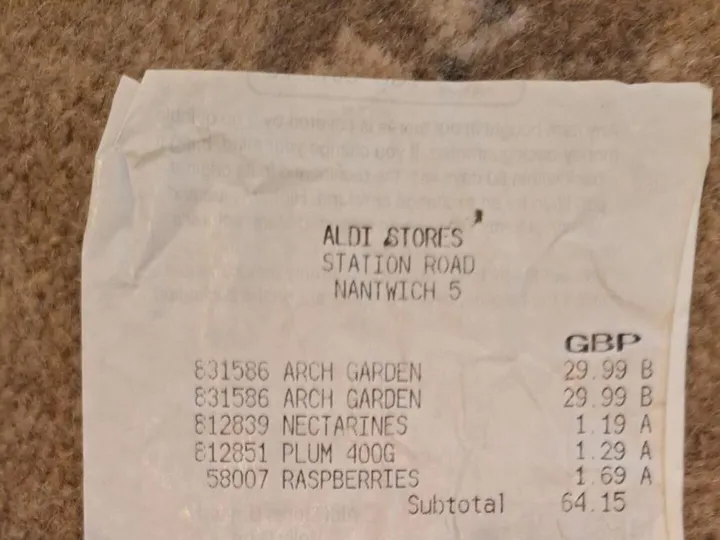 ALDI STORES
STATION ROAD
NANTWICH 5
GBP
831586 ARCH GARDEN 29.99 B
831586 ARCH GARDEN 29.99 B
812839 NECTARINES 1.19 A
812851 PLUM 400G 1.29 A
58007 RASPBERRIES 1.69 A
Subtotal 64.15